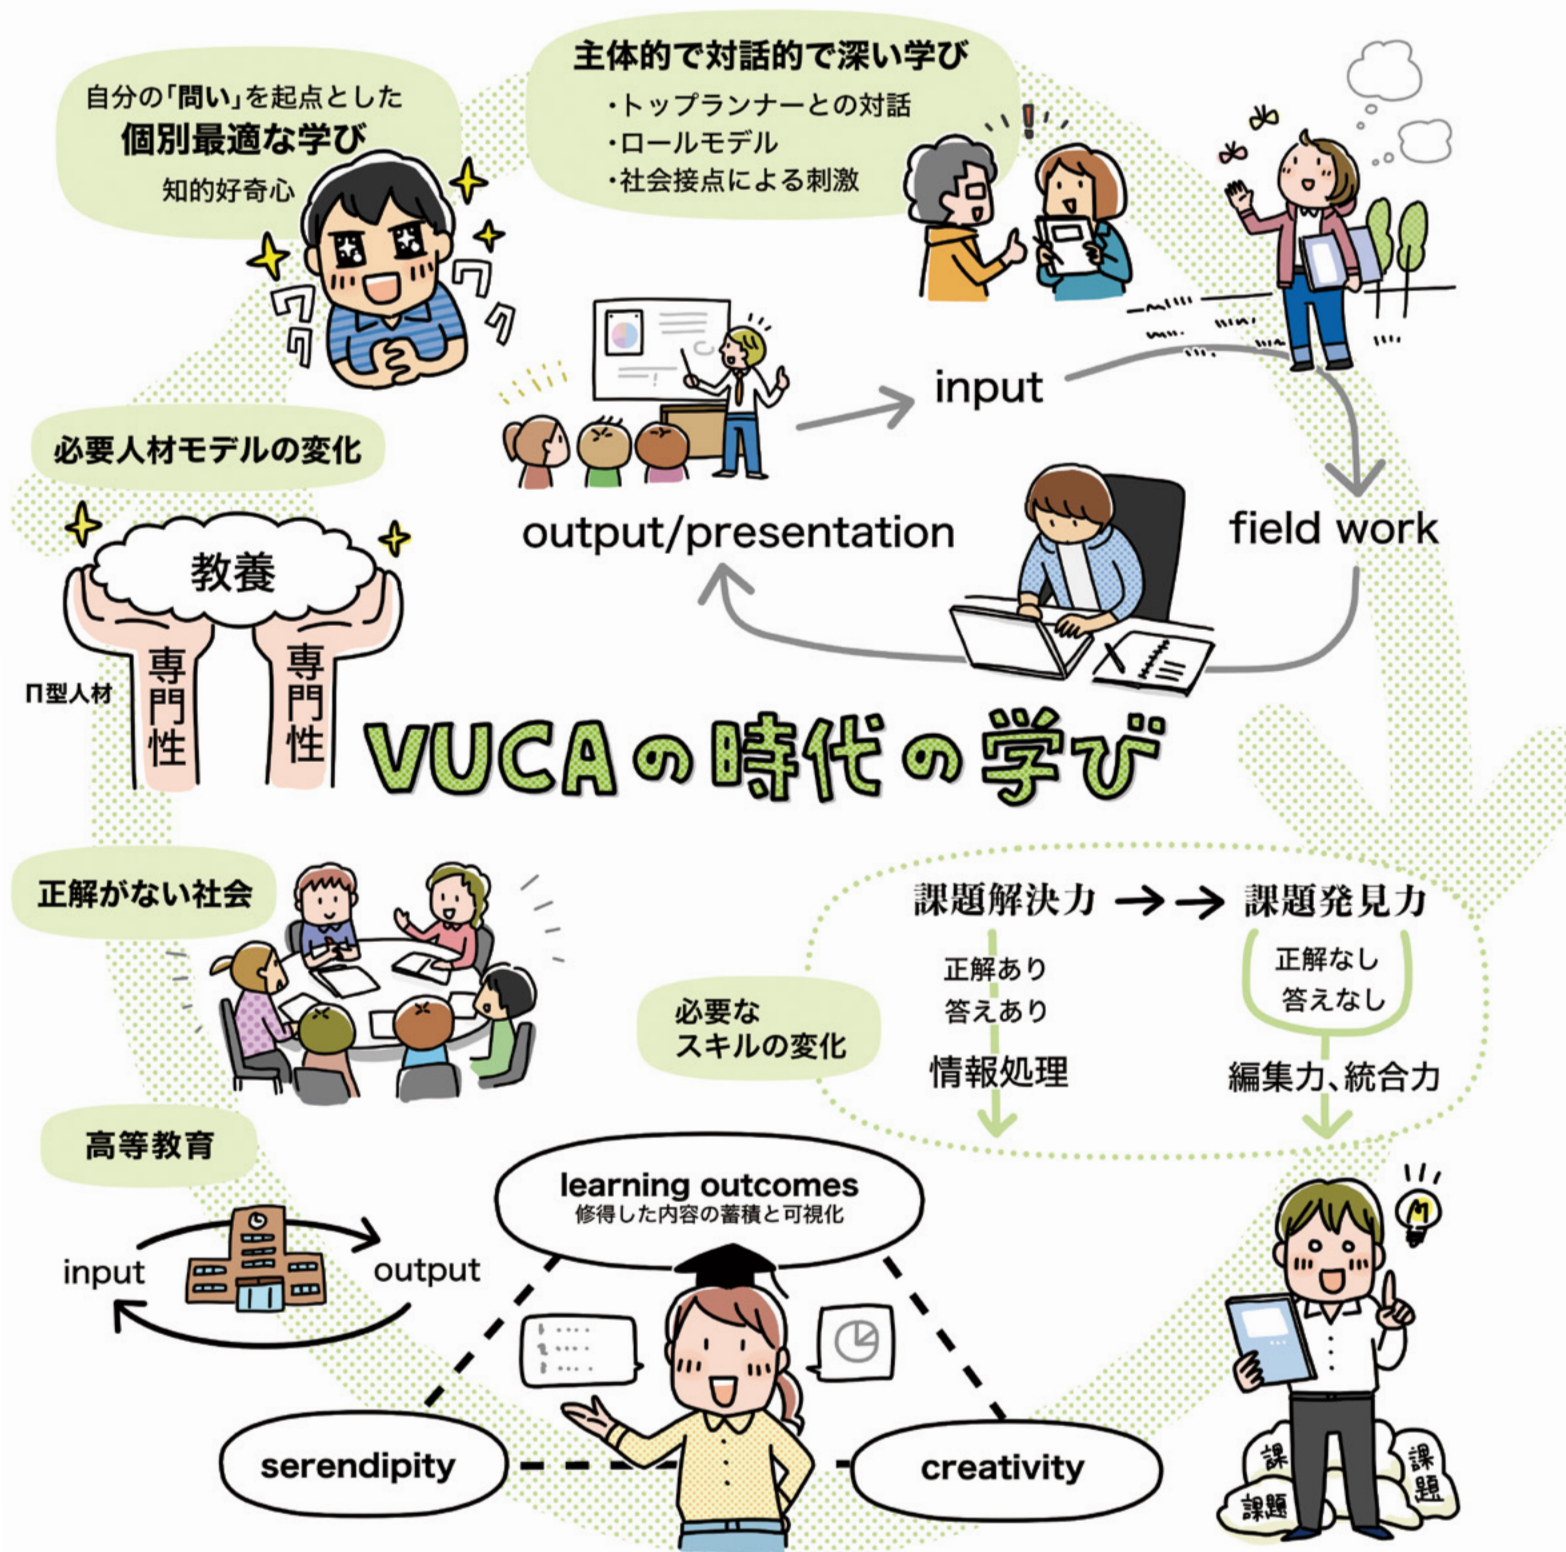 主体的で対話的で深い学び
・トップランナーとの対話
・ロールモデル
・社会接点による刺激
自分の「問い」を起点とした
個別最適な学び
知的好奇心
ワク
ワク
input
field work
output/presentation
必要人材モデルの変化
教養
専門性
専門性
Π型人材
VUCAの時代の学び
正解がない社会
課題解決力
課題発見力
正解あり
答えあり
情報処理
正解なし
答えなし
編集力、統合力
必要な
スキルの変化
高等教育
input
output
learning outcomes
修得した内容の蓄積と可視化
serendipity
creativity
課
課題
課題